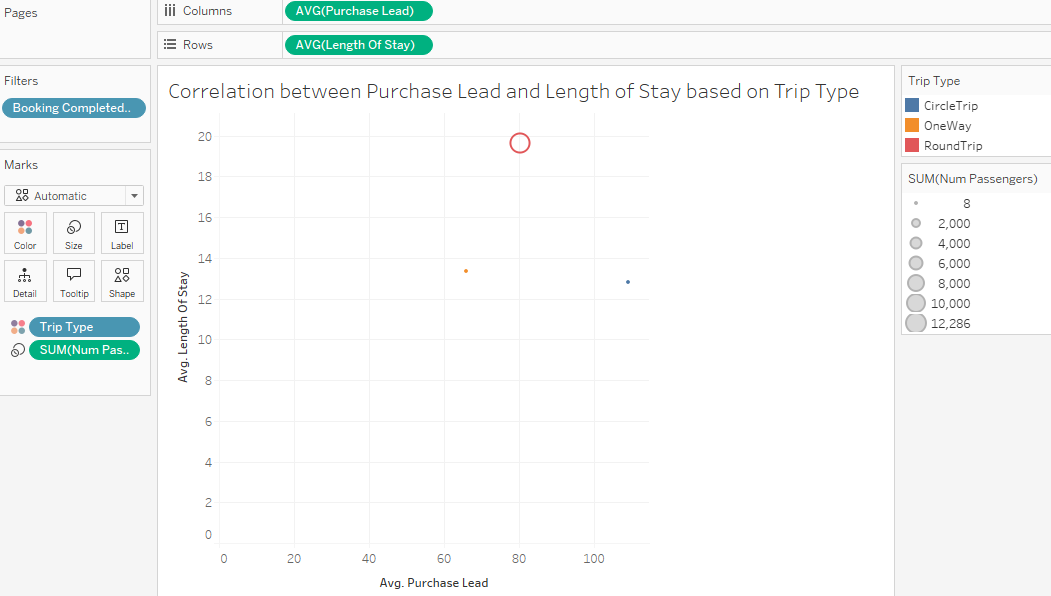 Pages
Columns
AVG(Purchase Lead)
Rows
AVG(Length Of Stay)
Filters
Booking Completed..
Marks
Automatic
Color
Size
Label
Detail
Tooltip
Shape
Trip Type
SUM(Num Pas..
Correlation between Purchase Lead and Length of Stay based on Trip Type
20
18
16
14
12
10
8
6
4
2
0
Avg. Length Of Stay
0 20 40 60 80 100
Avg. Purchase Lead
Trip Type
CircleTrip
OneWay
RoundTrip
SUM(Num Passengers)
8
2,000
4,000
6,000
8,000
10,000
12,286